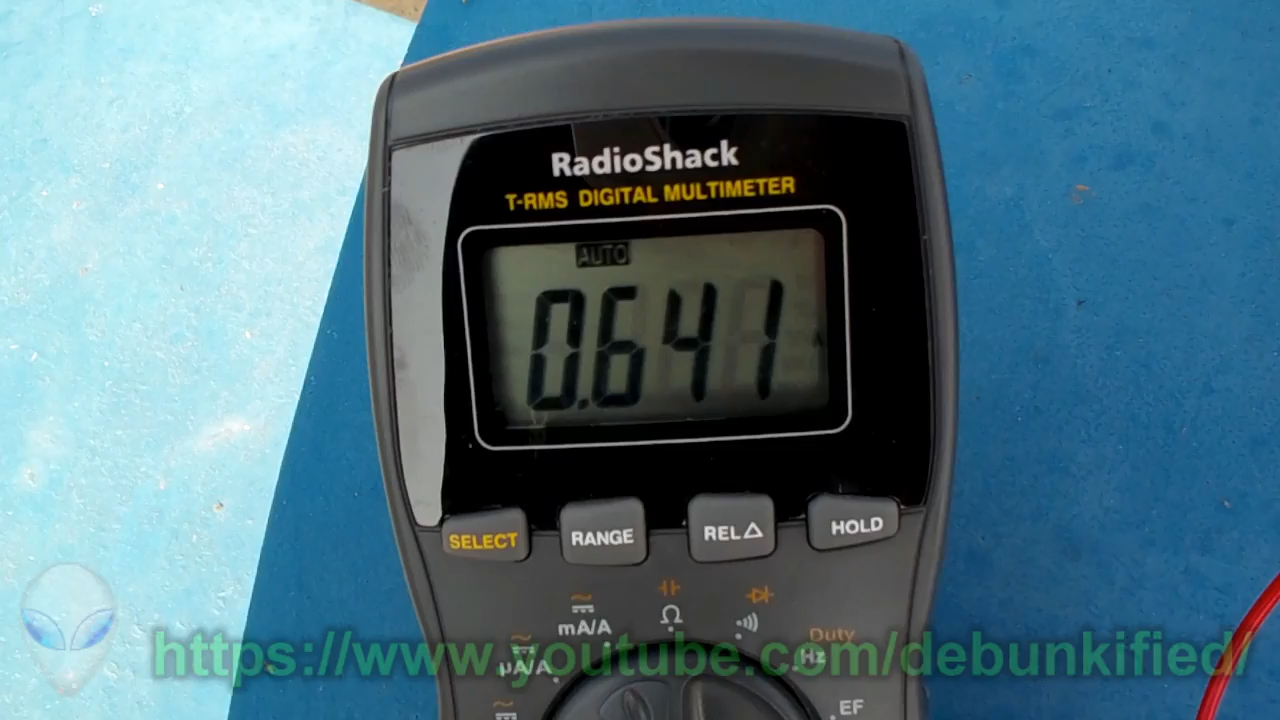 RadioShack
T-RMS DIGITAL MULTIMETER
AUTO
0.641
SELECT RANGE REL△ HOLD
mA/A Ω
Duty
Hz
µA/A
EF
https://www.youtube.com/debunkified/